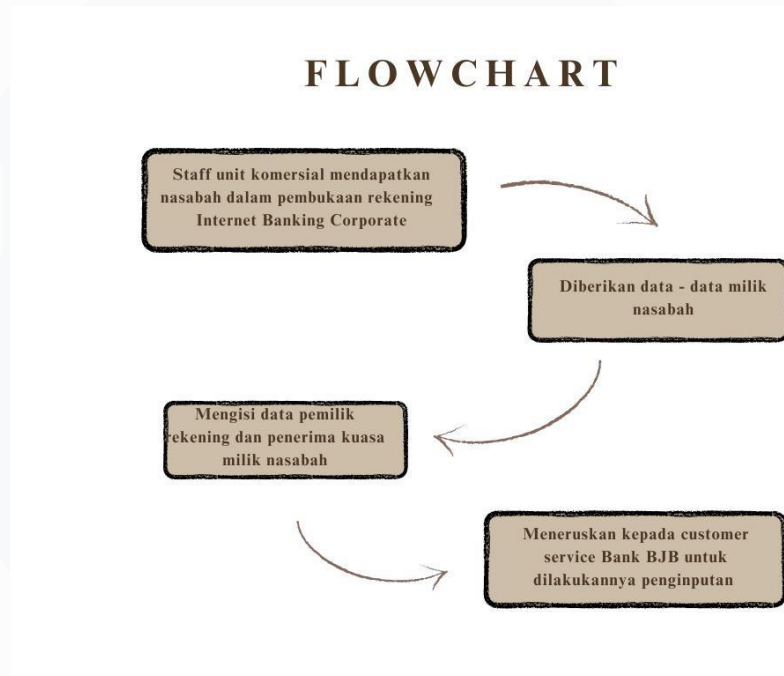 FLOWCHART
Staff unit komersial mendapatkan
nasabah dalam pembukaan rekening
Internet Banking Corporate
Diberikan data - data milik
nasabah
Mengisi data pemilik
rekening dan penerima kuasa
milik nasabah
Meneruskan kepada customer
service Bank BJB untuk
dilakukannya penginputan